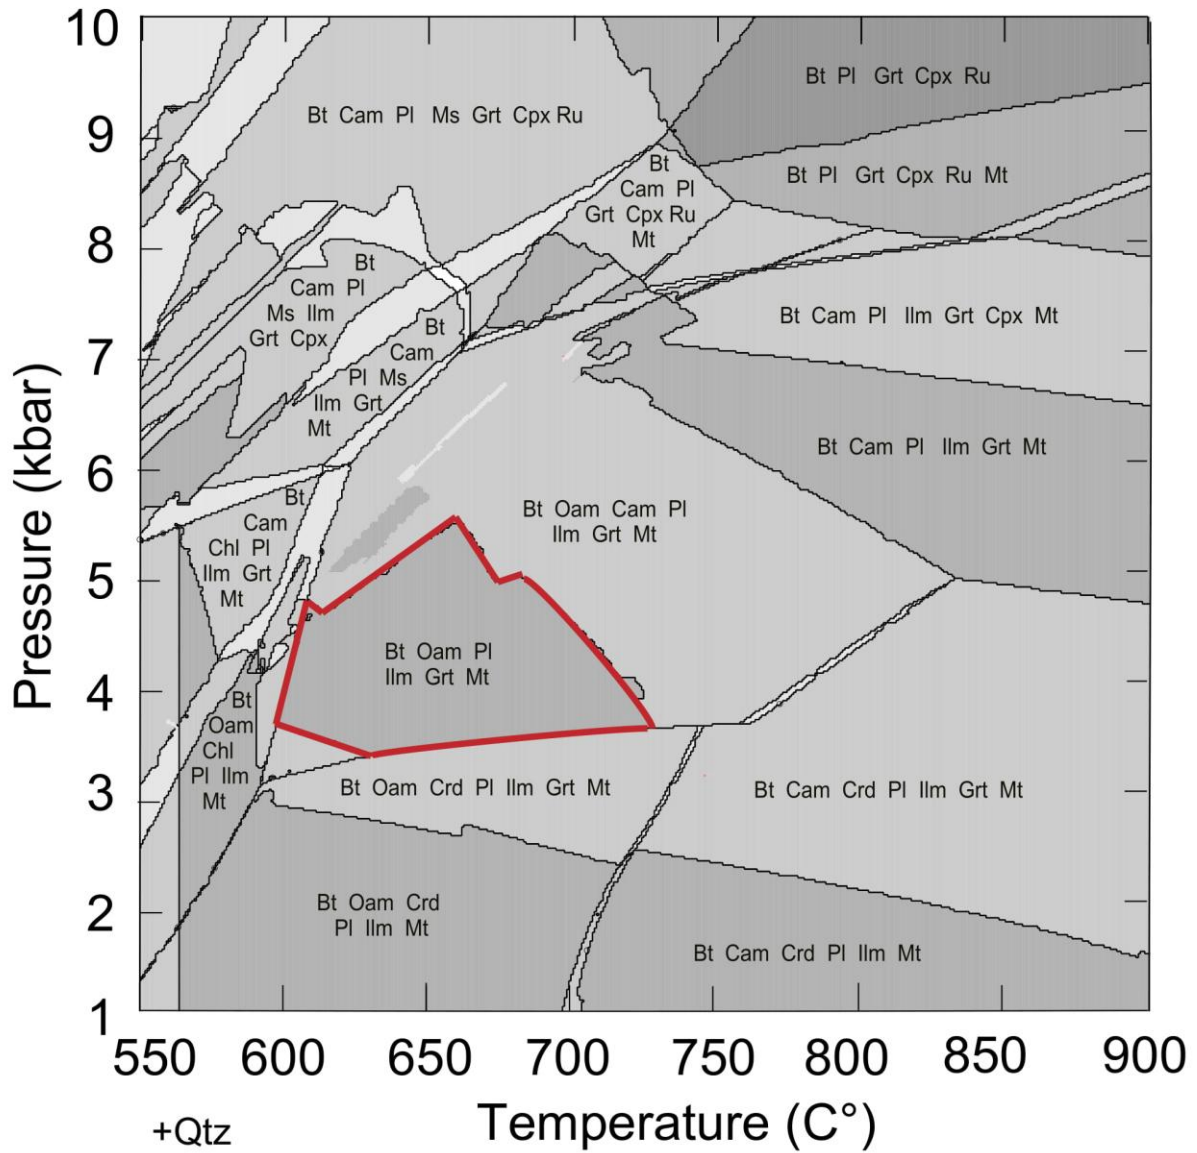 10
9
8
7
6
5
4
3
2
1
Pressure (kbar)
Bt Pl Grt Cpx Ru
Bt Cam Pl Ms Grt Cpx Ru
Bt
Cam Pl
Grt Cpx Ru
Mt
Bt Pl Grt Cpx Ru Mt
Bt
Cam Pl
Ms Ilm
Grt Cpx
Bt
Cam
Pl Ms
Ilm Grt
Mt
Bt Cam Pl Ilm Grt Cpx Mt
Bt Cam Pl Ilm Grt Mt
Bt
Cam
Chl Pl
Ilm Grt
Mt
Bt Oam Cam Pl
Ilm Grt Mt
Bt Oam Pl
Ilm Grt Mt
Bt
Oam
Chl
Pl Ilm
Mt
Bt Oam Crd Pl Ilm Grt Mt
Bt Cam Crd Pl Ilm Grt Mt
Bt Oam Crd
Pl Ilm Mt
Bt Cam Crd Pl Ilm Mt
550 600 650 700 750 800 850 900
Temperature (C°)
+Qtz